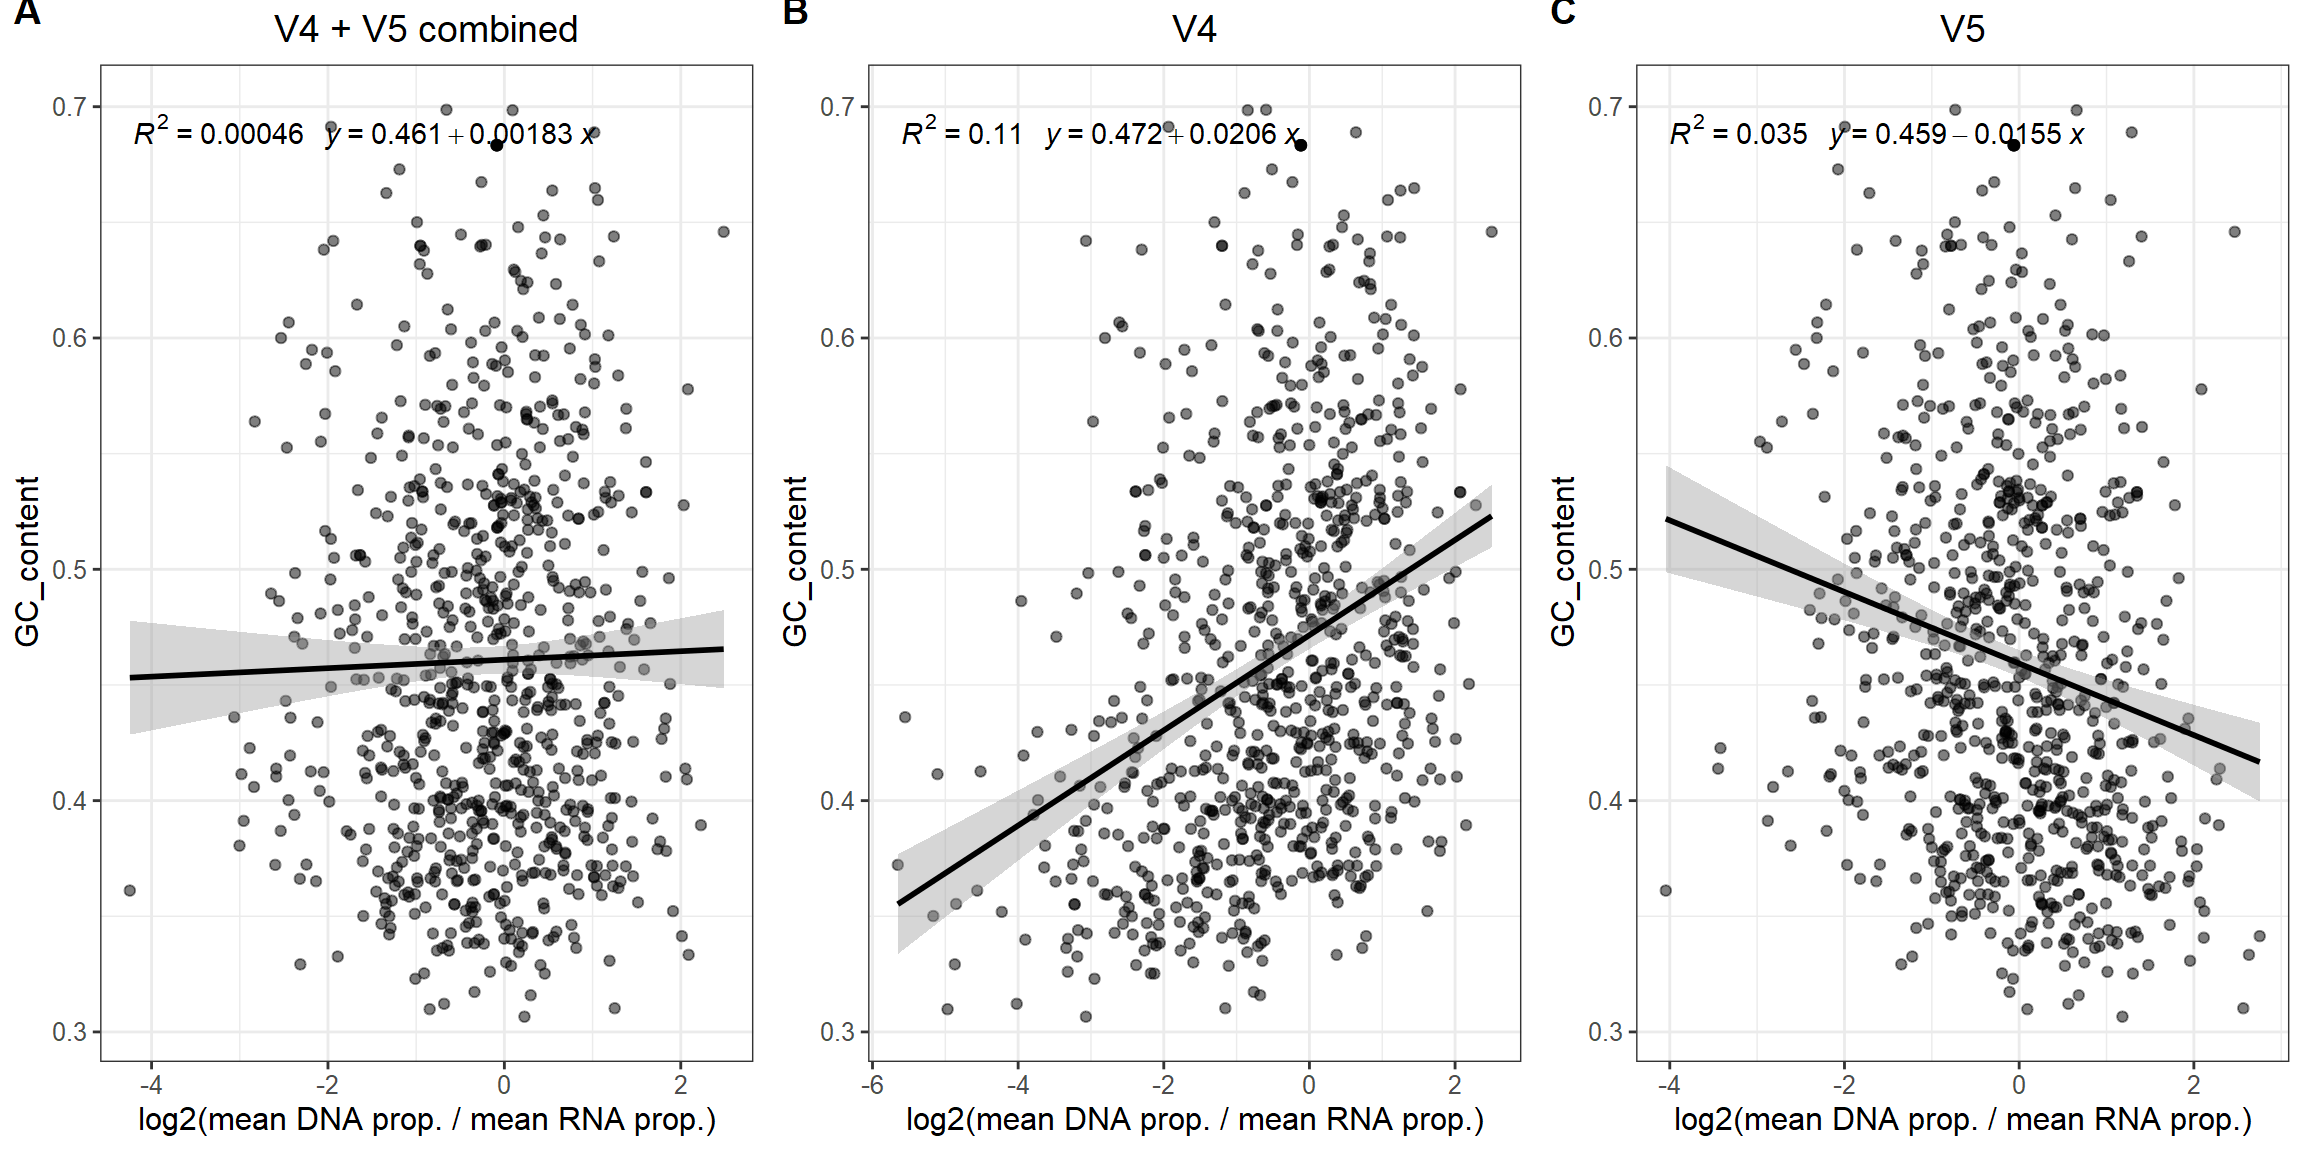 A
V4 + V5 combined
R² = 0.00046 y = 0.461 + 0.00183 x
0.7
0.6
0.5
0.4
0.3
GC_content
-4 -2 0 2
log2(mean DNA prop. / mean RNA prop.)
B
V4
R² = 0.11 y = 0.472 + 0.0206 x
0.7
0.6
0.5
0.4
0.3
GC_content
-6 -4 -2 0 2
log2(mean DNA prop. / mean RNA prop.)
C
V5
R² = 0.035 y = 0.459 − 0.0155 x
0.7
0.6
0.5
0.4
0.3
GC_content
-4 -2 0 2
log2(mean DNA prop. / mean RNA prop.)